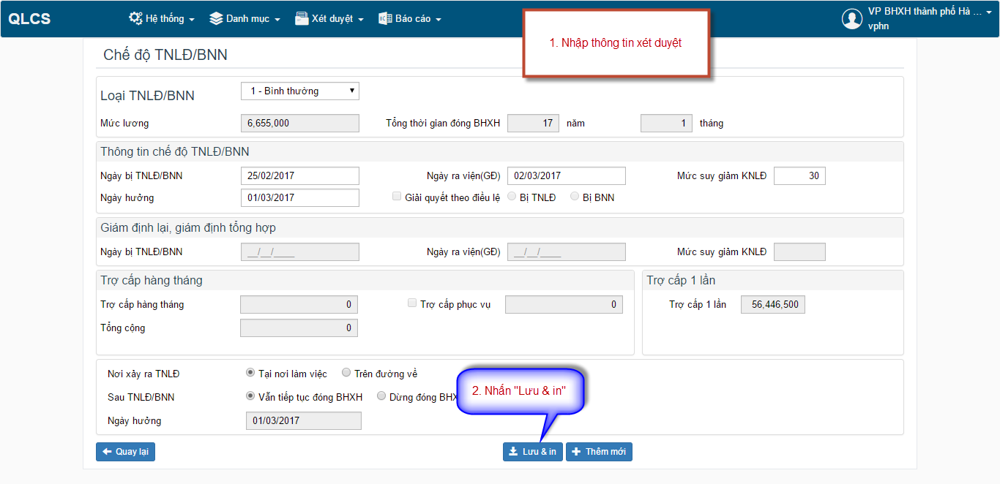 QLCS Hệ thống Danh mục Xét duyệt Báo cáo VP BHXH thành phố Hà ...
vphn
1. Nhập thông tin xét duyệt
Chế độ TNLĐ/BNN
Loại TNLĐ/BNN 1 - Bình thường
Mức lương 6,655,000 Tổng thời gian đóng BHXH 17 năm 1 tháng
Thông tin chế độ TNLĐ/BNN
Ngày bị TNLĐ/BNN 25/02/2017 Ngày ra viện(GĐ) 02/03/2017 Mức suy giảm KNLĐ 30
Ngày hưởng 01/03/2017 Giải quyết theo điều lệ Bị TNLĐ Bị BNN
Giám định lại, giám định tổng hợp
Ngày bị TNLĐ/BNN __/__/____ Ngày ra viện(GĐ) __/__/____ Mức suy giảm KNLĐ
Trợ cấp hàng tháng Trợ cấp 1 lần
Trợ cấp hàng tháng 0 Trợ cấp phục vụ 0 Trợ cấp 1 lần 56,446,500
Tổng cộng 0
Nơi xảy ra TNLĐ Tại nơi làm việc Trên đường về
2. Nhấn "Lưu & in"
Sau TNLĐ/BNN Vẫn tiếp tục đóng BHXH Dừng đóng BHX
Ngày hưởng 01/03/2017
Quay lại Lưu & in Thêm mới